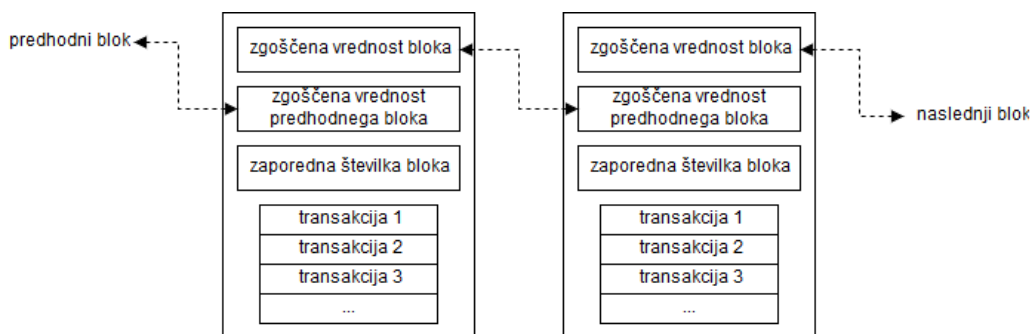 predhodni blok
zgoščena vrednost bloka
zgoščena vrednost
predhodnega bloka
zaporedna številka bloka
transakcija 1
transakcija 2
transakcija 3
...
zgoščena vrednost bloka
zgoščena vrednost
predhodnega bloka
zaporedna številka bloka
transakcija 1
transakcija 2
transakcija 3
...
naslednji blok